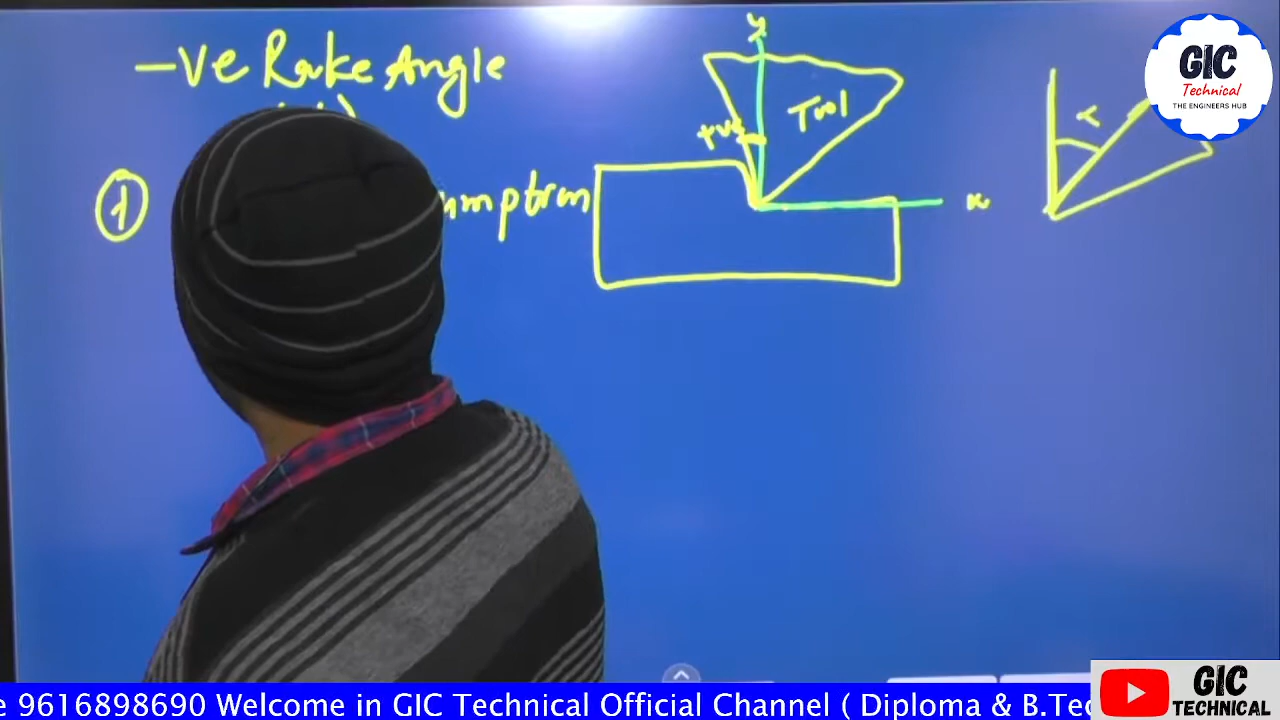 -ve Rake Angle
y
Tool
+ve
x
1
GIC
Technical
THE ENGINEERS HUB
9616898690 Welcome in GIC Technical Official Channel ( Diploma & B.Tec
GIC
TECHNICAL